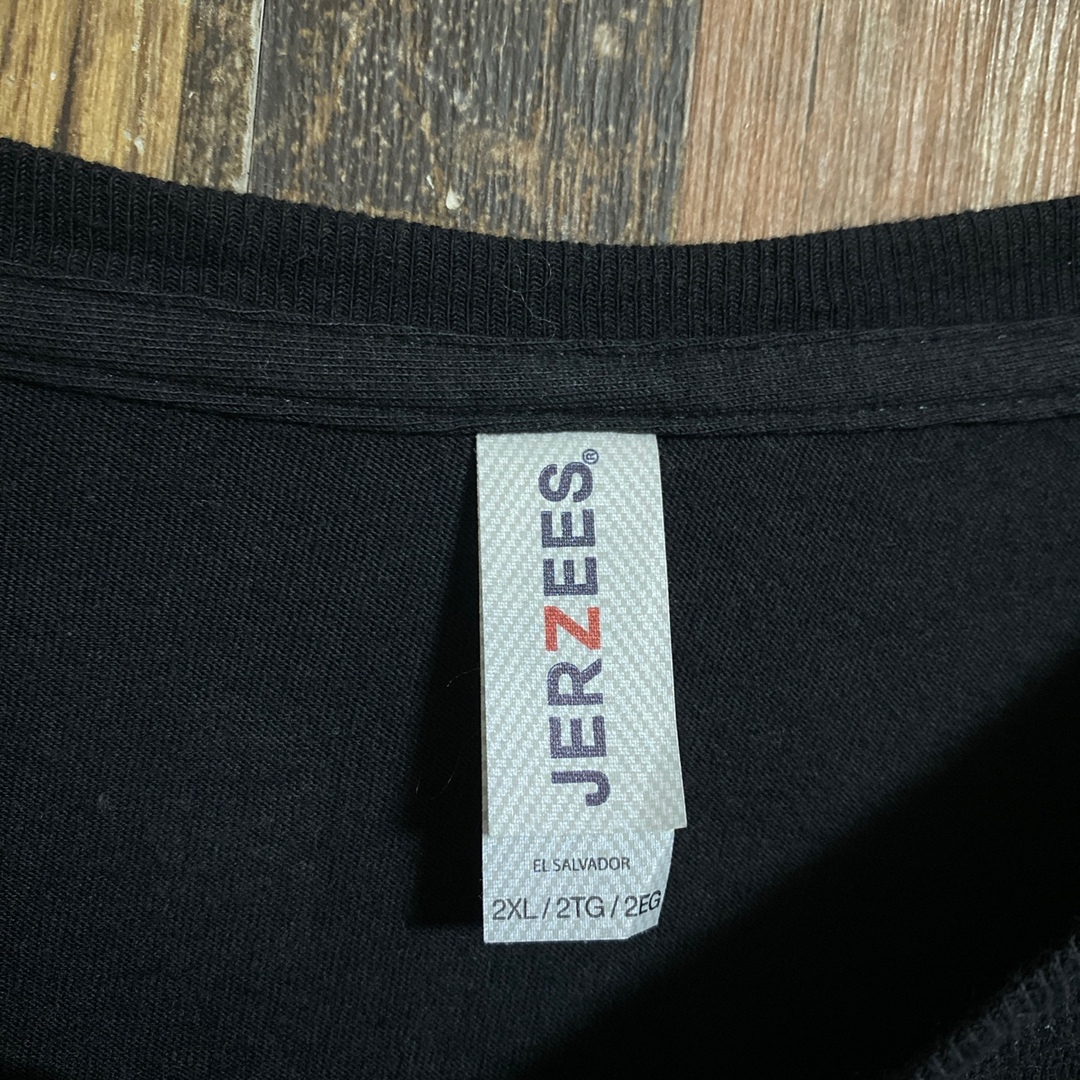 JERZEES®
EL SALVADOR
2XL / 2TG / 2EG